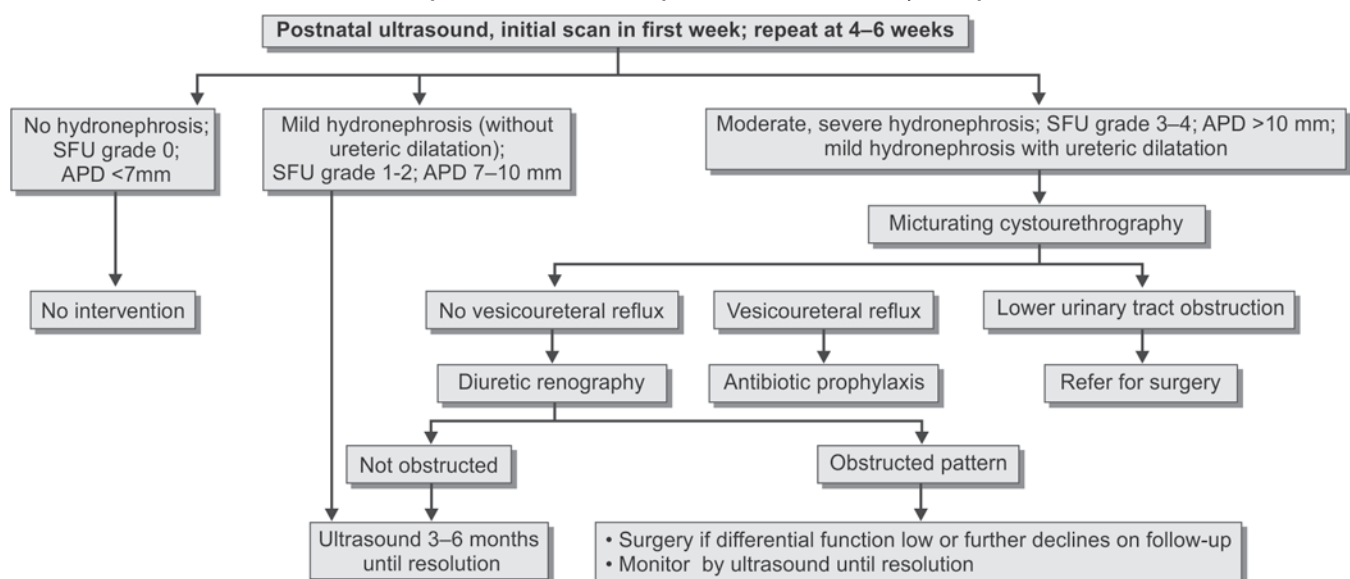 Postnatal ultrasound, initial scan in first week; repeat at 4–6 weeks
No hydronephrosis;
SFU grade 0;
APD <7mm
Mild hydronephrosis (without
ureteric dilatation);
SFU grade 1-2; APD 7–10 mm
Moderate, severe hydronephrosis; SFU grade 3–4; APD >10 mm;
mild hydronephrosis with ureteric dilatation
Micturating cystourethrography
No intervention
No vesicoureteral reflux
Vesicoureteral reflux
Lower urinary tract obstruction
Diuretic renography
Antibiotic prophylaxis
Refer for surgery
Not obstructed
Obstructed pattern
Ultrasound 3–6 months
until resolution
• Surgery if differential function low or further declines on follow-up
• Monitor by ultrasound until resolution